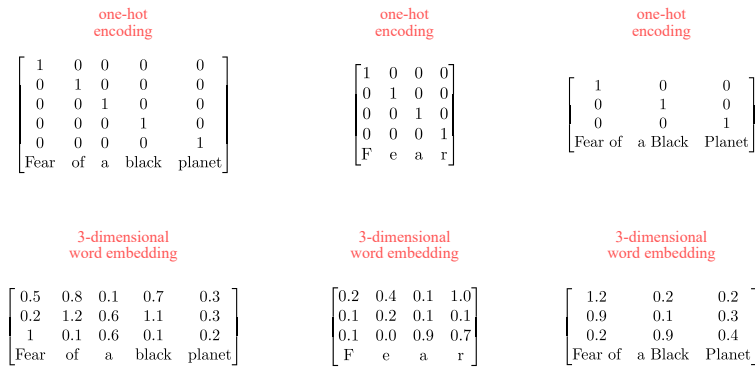 one-hot
encoding
1 0 0 0 0
0 1 0 0 0
0 0 1 0 0
0 0 0 1 0
0 0 0 0 1
Fear of a black planet
one-hot
encoding
1 0 0 0
0 1 0 0
0 0 1 0
0 0 0 1
F e a r
one-hot
encoding
1 0 0
0 1 0
0 0 1
Fear of a Black Planet
3-dimensional
word embedding
0.5 0.8 0.1 0.7 0.3
0.2 1.2 0.6 1.1 0.3
1 0.1 0.6 0.1 0.2
Fear of a black planet
3-dimensional
word embedding
0.2 0.4 0.1 1.0
0.1 0.2 0.1 0.1
0.1 0.0 0.9 0.7
F e a r
3-dimensional
word embedding
1.2 0.2 0.2
0.9 0.1 0.3
0.2 0.9 0.4
Fear of a Black Planet